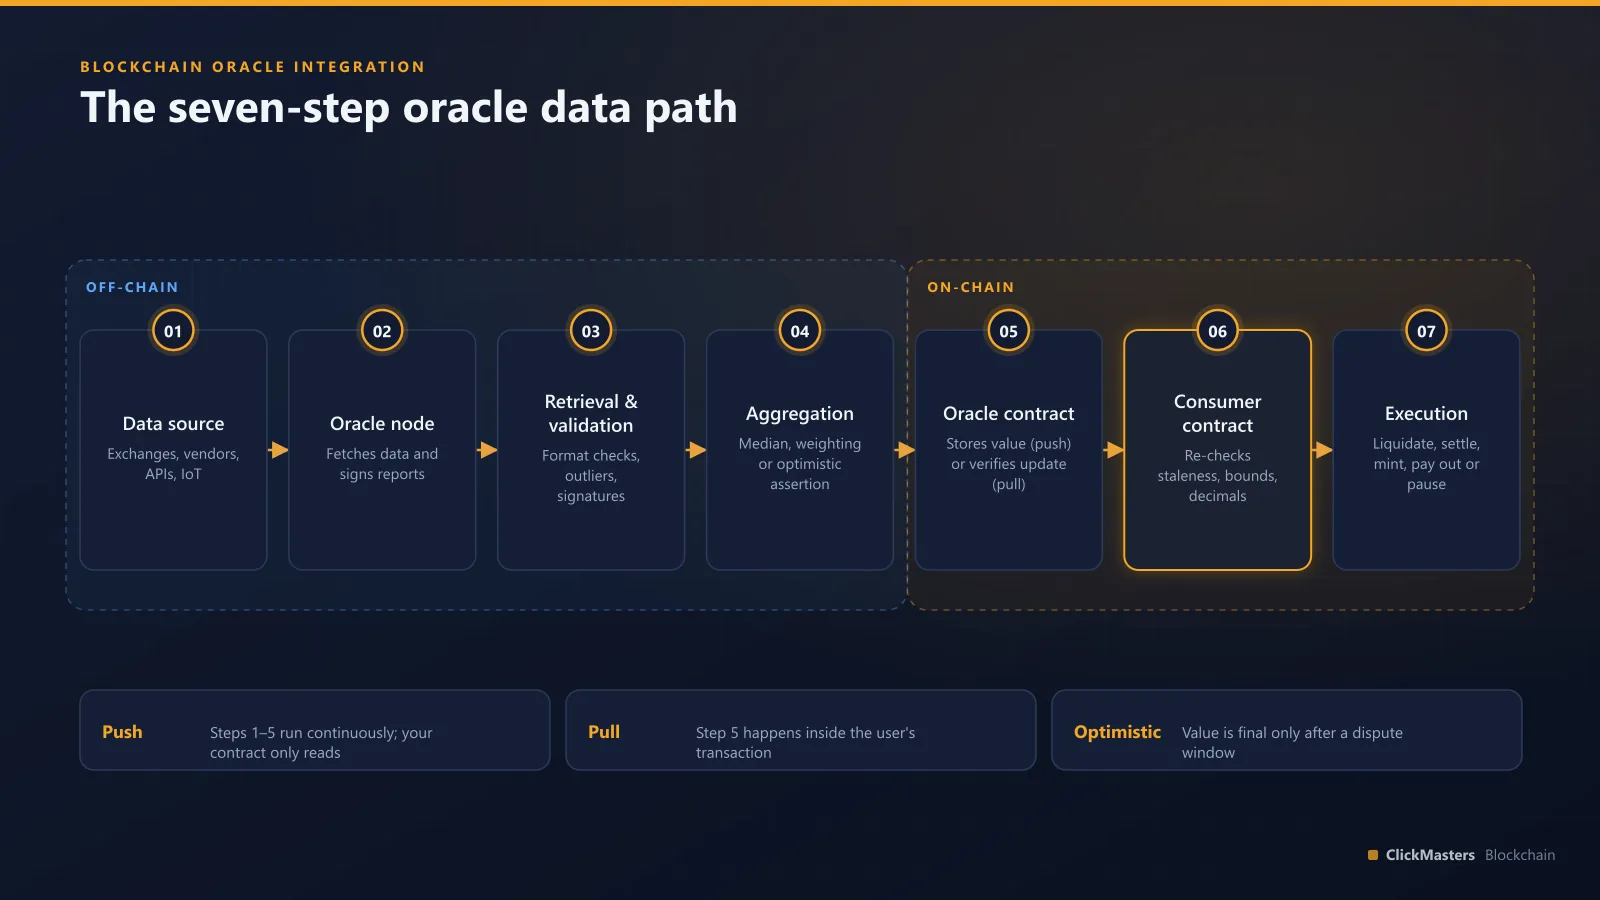 BLOCKCHAIN ORACLE INTEGRATION
The seven-step oracle data path
OFF-CHAIN
01
Data source
Exchanges, vendors,
APIs, IoT
02
Oracle node
Fetches data and
signs reports
03
Retrieval &
validation
Format checks,
outliers,
signatures
04
Aggregation
Median, weighting
or optimistic
assertion
ON-CHAIN
05
Oracle contract
Stores value (push)
or verifies update
(pull)
06
Consumer
contract
Re-checks
staleness, bounds,
decimals
07
Execution
Liquidate, settle,
mint, pay out or
pause
Push
Steps 1–5 run continuously; your
contract only reads
Pull
Step 5 happens inside the user's
transaction
Optimistic
Value is final only after a dispute
window
ClickMasters Blockchain